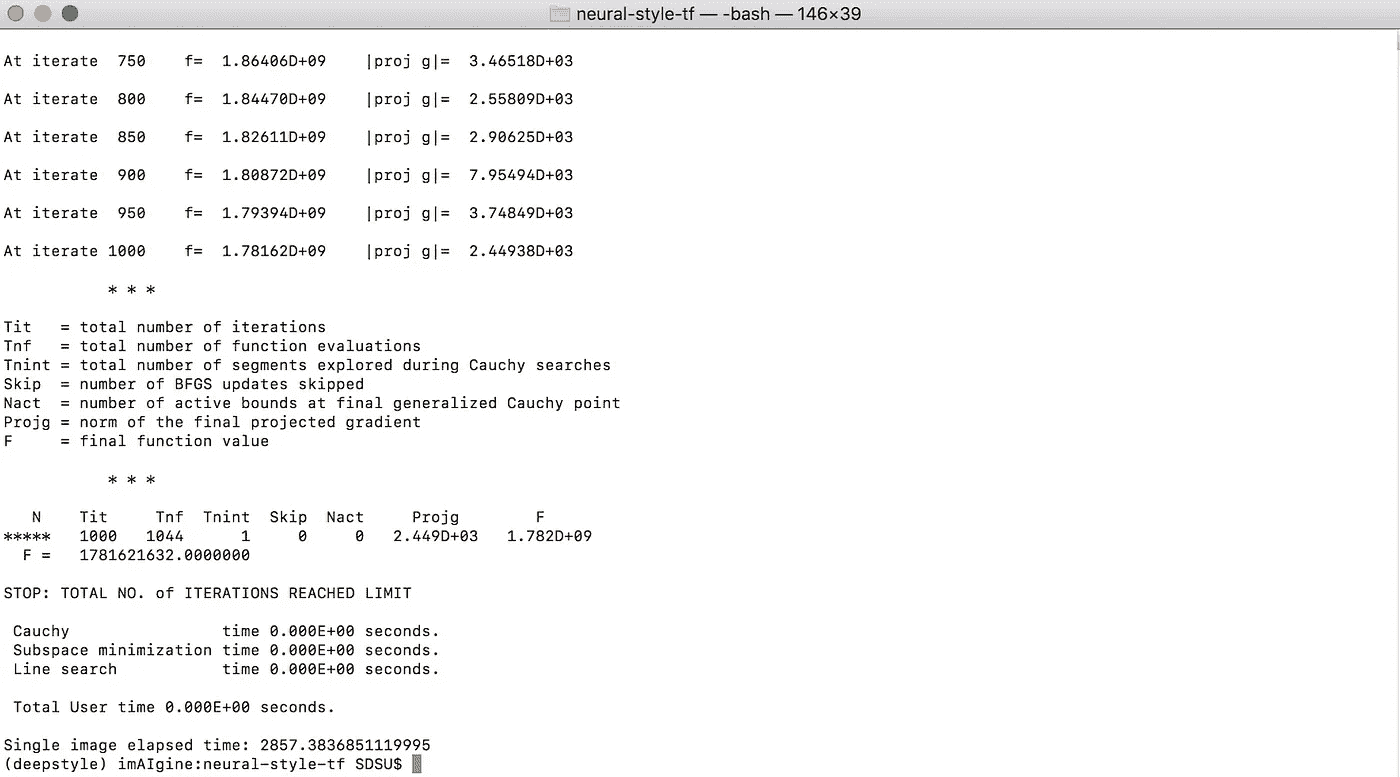 neural-style-tf — -bash — 146×39
At iterate  750    f=  1.86406D+09    |proj g|=  3.46518D+03
At iterate  800    f=  1.84470D+09    |proj g|=  2.55809D+03
At iterate  850    f=  1.82611D+09    |proj g|=  2.90625D+03
At iterate  900    f=  1.80872D+09    |proj g|=  7.95494D+03
At iterate  950    f=  1.79394D+09    |proj g|=  3.74849D+03
At iterate 1000    f=  1.78162D+09    |proj g|=  2.44938D+03
           * * *
Tit   = total number of iterations
Tnf   = total number of function evaluations
Tnint = total number of segments explored during Cauchy searches
Skip  = number of BFGS updates skipped
Nact  = number of active bounds at final generalized Cauchy point
Projg = norm of the final projected gradient
F     = final function value
           * * *
   N    Tit     Tnf  Tnint  Skip  Nact     Projg        F
*****   1000   1044      1     0     0   2.449D+03   1.782D+09
  F =   1781621632.0000000
STOP: TOTAL NO. of ITERATIONS REACHED LIMIT
 Cauchy                time 0.000E+00 seconds.
 Subspace minimization time 0.000E+00 seconds.
 Line search           time 0.000E+00 seconds.
 Total User time 0.000E+00 seconds.
Single image elapsed time: 2857.3836851119995
(deepstyle) imAIgine:neural-style-tf SDSU$